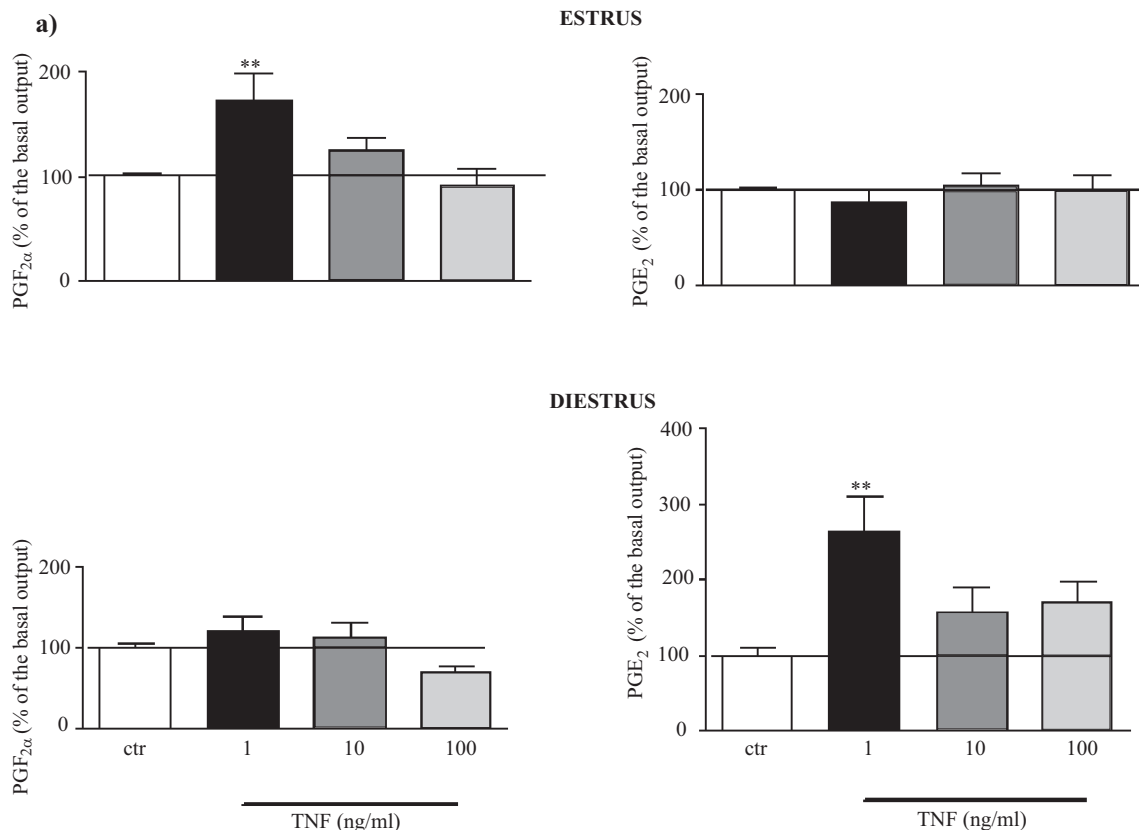 a)
ESTRUS
PGF2α (% of the basal output)
200
100
0
**
PGE2 (% of the basal output)
200
100
0
DIESTRUS
PGF2α (% of the basal output)
200
100
0
ctr 1 10 100
TNF (ng/ml)
PGE2 (% of the basal output)
400
300
200
100
0
**
ctr 1 10 100
TNF (ng/ml)